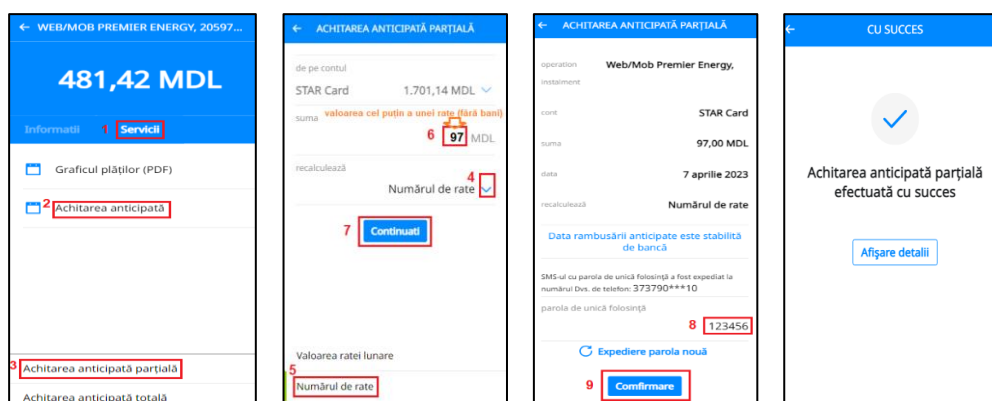 ← WEB/MOB PREMIER ENERGY, 20597...
481,42 MDL
Informatii 1 Servicii
Graficul plăților (PDF)
2 Achitarea anticipată
3 Achitarea anticipată parțială
Achitarea anticipată totală
← ACHITAREA ANTICIPATĂ PARȚIALĂ
de pe contul
STAR Card 1.701,14 MDL
suma valoarea cel puțin a unei rate (fără bani)
6 97 MDL
recalculează
4
Numărul de rate
7 Continuati
Valoarea ratei lunare
5
Numărul de rate
← ACHITAREA ANTICIPATĂ PARȚIALĂ
operation Web/Mob Premier Energy,
instalment
cont STAR Card
suma 97,00 MDL
data 7 aprilie 2023
recalculează Numărul de rate
Data rambusării anticipate este stabilită
de bancă
SMS-ul cu parola de unică folosință a fost expediat la
numărul Dvs. de telefon: 373790***10
parola de unică folosință
8 123456
Expediere parola nouă
9 Comfirmare
← CU SUCCES
Achitarea anticipată parțială
efectuată cu succes
Afișare detalii